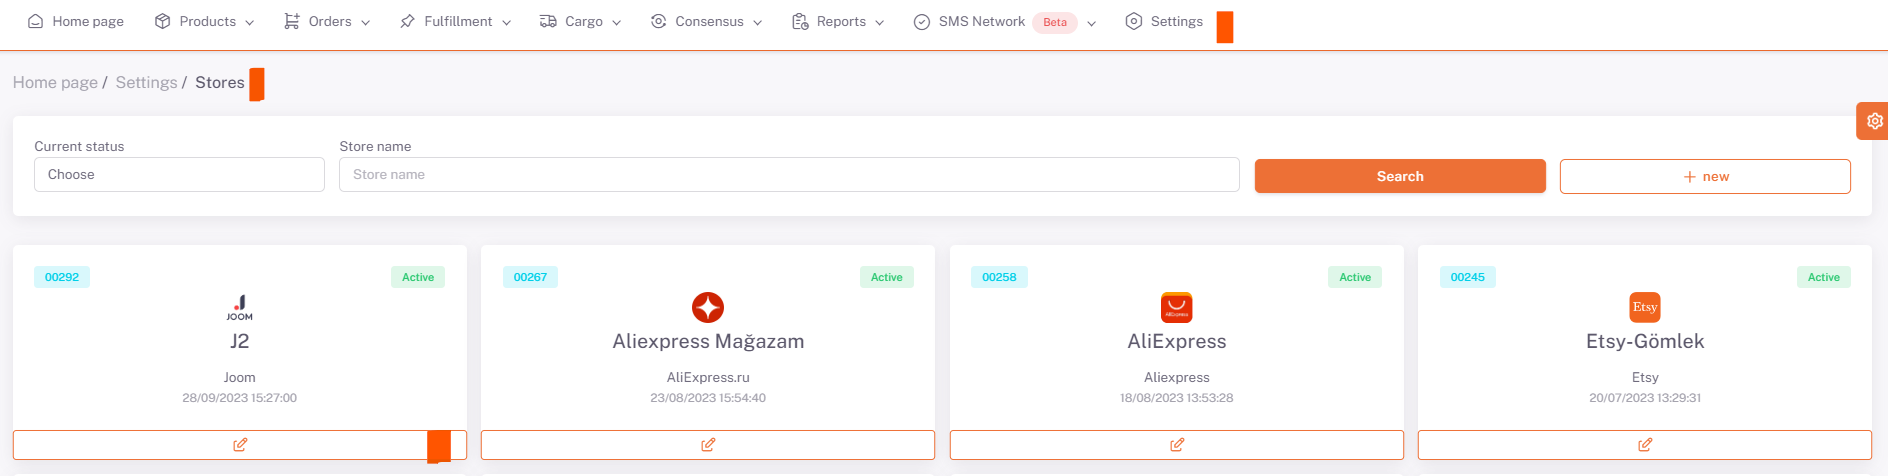 Home page Products Orders Fulfillment Cargo Consensus Reports SMS Network Beta Settings
Home page / Settings / Stores
Current status Store name
Choose Store name Search + new
00292 Active 00267 Active 00258 Active 00245 Active
JOOM AliExpress Etsy
J2 Aliexpress Mağazam AliExpress Etsy-Gömlek
Joom AliExpress.ru Aliexpress Etsy
28/09/2023 15:27:00 23/08/2023 15:54:40 18/08/2023 13:53:28 20/07/2023 13:29:31